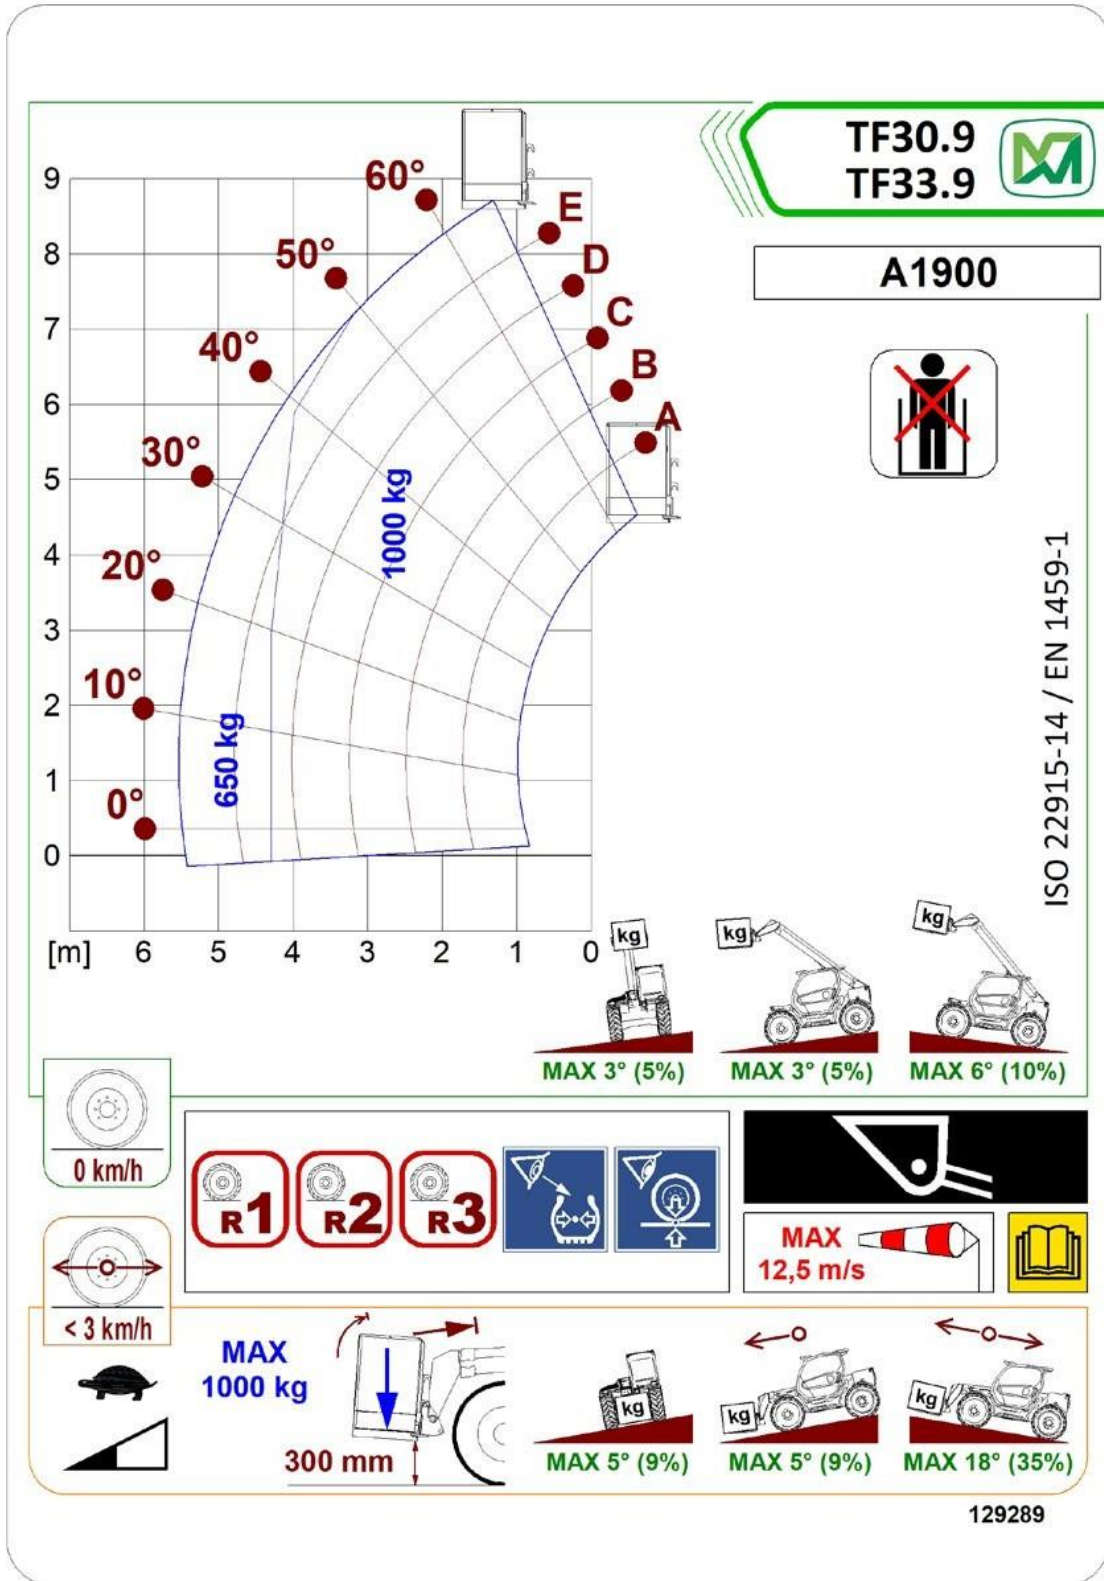 TF30.9
TF33.9
A1900
60°
50°
40°
30°
20°
10°
0°
E
D
C
B
A
9
8
7
6
5
4
3
2
1
0
[m] 6 5 4 3 2 1 0
1000 kg
650 kg
ISO 22915-14 / EN 1459-1
kg
kg
kg
MAX 3° (5%)
MAX 3° (5%)
MAX 6° (10%)
0 km/h
R1
R2
R3
MAX
12,5 m/s
< 3 km/h
MAX
1000 kg
300 mm
kg
kg
kg
MAX 5° (9%)
MAX 5° (9%)
MAX 18° (35%)
129289